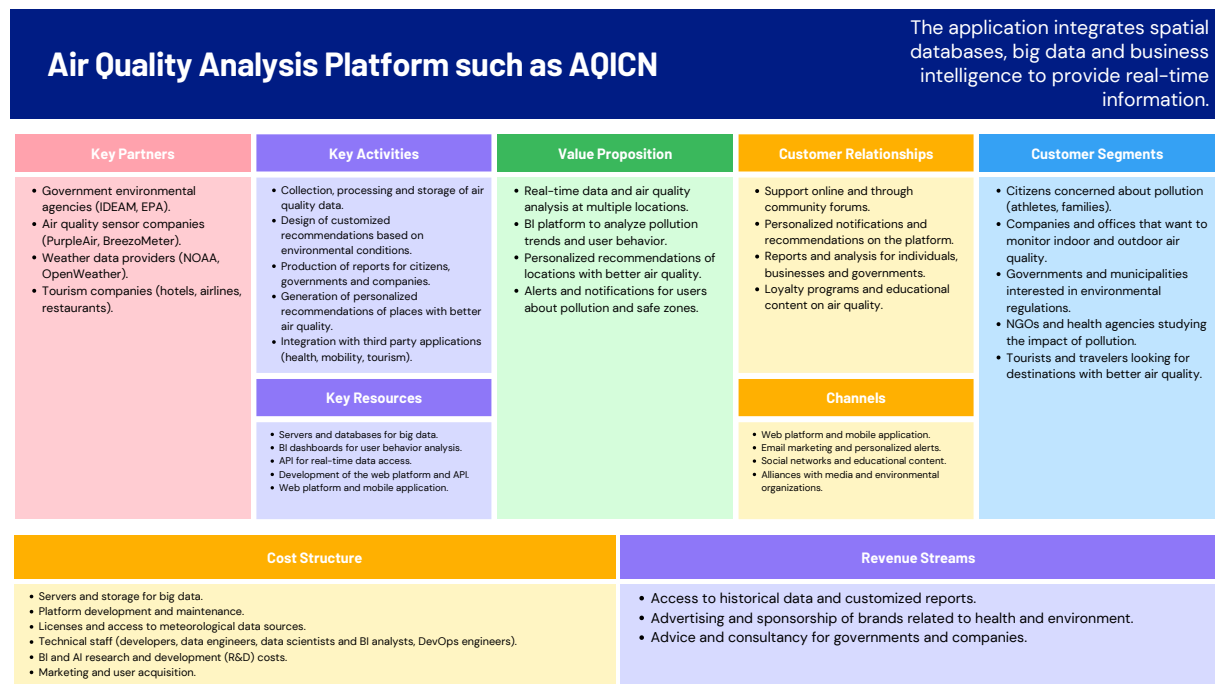 Air Quality Analysis Platform such as AQICN
The application integrates spatial
databases, big data and business
intelligence to provide real-time
information.
Key Partners
• Government environmental
agencies (IDEAM, EPA).
• Air quality sensor companies
(PurpleAir, BreezoMeter).
• Weather data providers (NOAA,
OpenWeather).
• Tourism companies (hotels, airlines,
restaurants).
Key Activities
• Collection, processing and storage of air
quality data.
• Design of customized
recommendations based on
environmental conditions.
• Production of reports for citizens,
governments and companies.
• Generation of personalized
recommendations of places with better
air quality.
• Integration with third party applications
(health, mobility, tourism).
Key Resources
• Servers and databases for big data.
• BI dashboards for user behavior analysis.
• API for real-time data access.
• Development of the web platform and API.
• Web platform and mobile application.
Value Proposition
• Real-time data and air quality
analysis at multiple locations.
• BI platform to analyze pollution
trends and user behavior.
• Personalized recommendations of
locations with better air quality.
• Alerts and notifications for users
about pollution and safe zones.
Customer Relationships
• Support online and through
community forums.
• Personalized notifications and
recommendations on the platform.
• Reports and analysis for individuals,
businesses and governments.
• Loyalty programs and educational
content on air quality.
Channels
• Web platform and mobile application.
• Email marketing and personalized alerts.
• Social networks and educational content.
• Alliances with media and environmental
organizations.
Customer Segments
• Citizens concerned about pollution
(athletes, families).
• Companies and offices that want to
monitor indoor and outdoor air
quality.
• Governments and municipalities
interested in environmental
regulations.
• NGOs and health agencies studying
the impact of pollution.
• Tourists and travelers looking for
destinations with better air quality.
Cost Structure
• Servers and storage for big data.
• Platform development and maintenance.
• Licenses and access to meteorological data sources.
• Technical staff (developers, data engineers, data scientists and BI analysts, DevOps engineers).
• BI and AI research and development (R&D) costs.
• Marketing and user acquisition.
Revenue Streams
• Access to historical data and customized reports.
• Advertising and sponsorship of brands related to health and environment.
• Advice and consultancy for governments and companies.